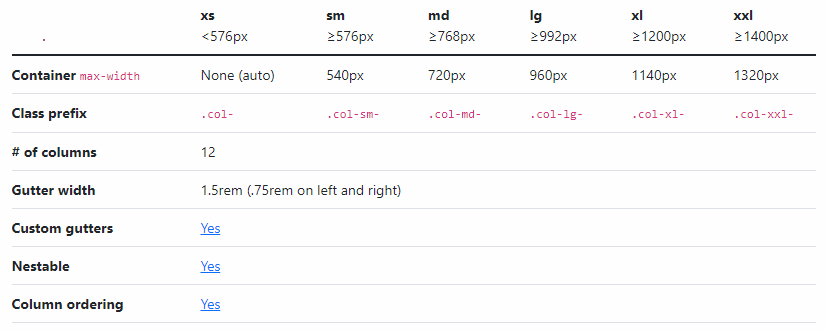 xs sm md lg xl xxl
. <576px ≥576px ≥768px ≥992px ≥1200px ≥1400px
Container max-width None (auto) 540px 720px 960px 1140px 1320px
Class prefix .col- .col-sm- .col-md- .col-lg- .col-xl- .col-xxl-
# of columns 12
Gutter width 1.5rem (.75rem on left and right)
Custom gutters Yes
Nestable Yes
Column ordering Yes